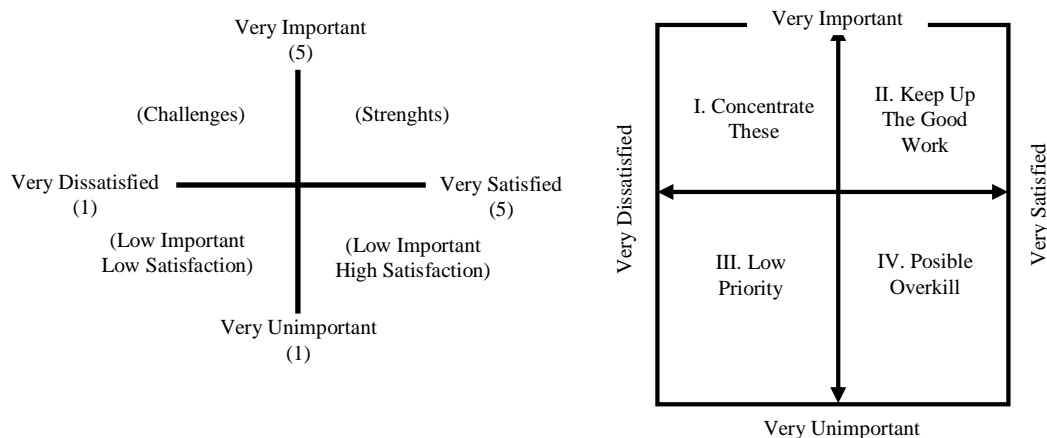 Very Important
(5)
(Challenges)
(Strenghts)
Very Dissatisfied
(1)
Very Satisfied
(5)
(Low Important
Low Satisfaction)
(Low Important
High Satisfaction)
Very Unimportant
(1)
Very Important
I. Concentrate
These
II. Keep Up
The Good
Work
Very Dissatisfied
Very Satisfied
III. Low
Priority
IV. Posible
Overkill
Very Unimportant